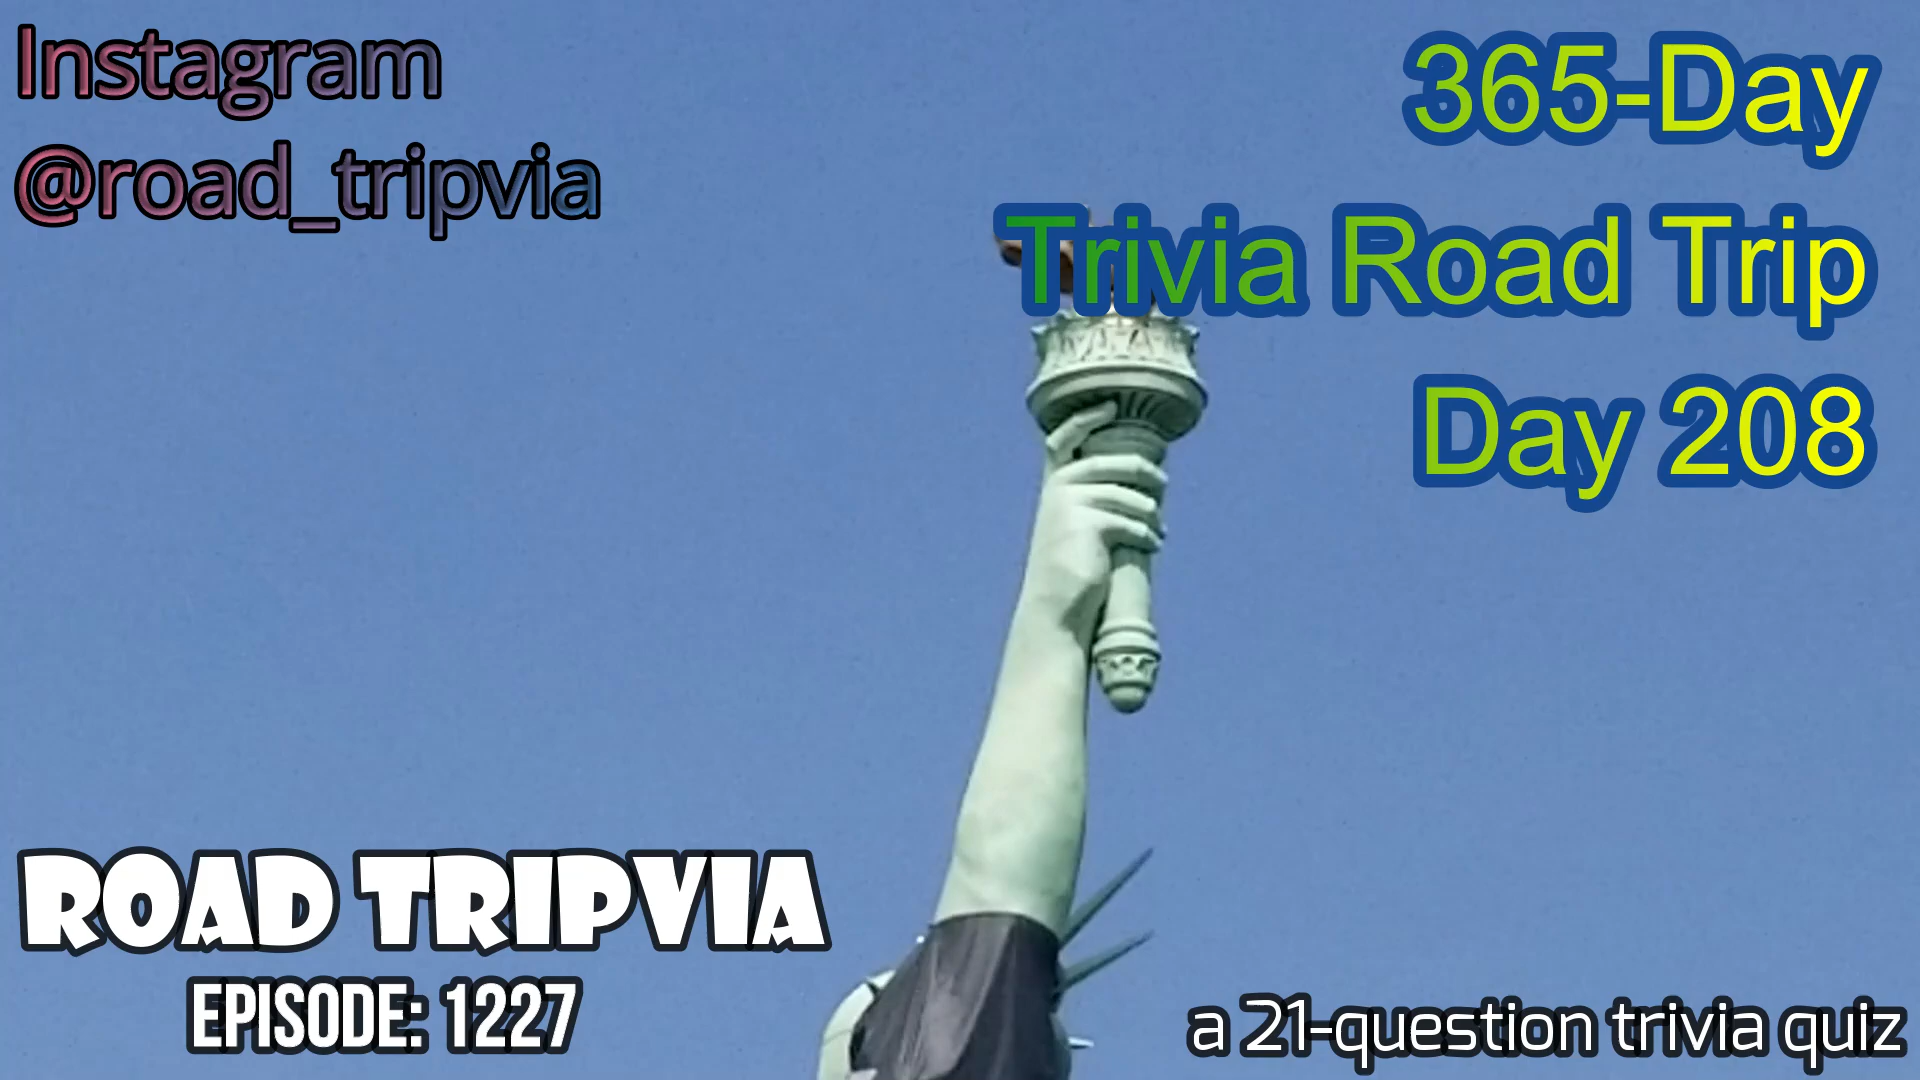 Instagram
@road_tripvia
365-Day
Trivia Road Trip
Day 208
ROAD TRIPVIA
EPISODE: 1227
a 21-question trivia quiz